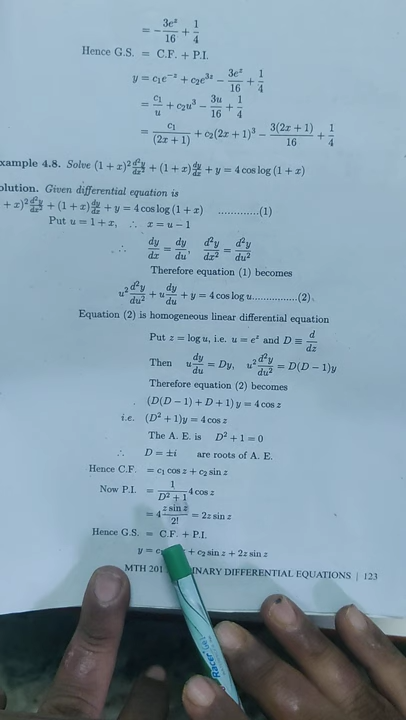 = -3e^z/16 + 1/4
Hence G.S. = C.F. + P.I.
y = c₁e^-z + c₂e^3z - 3e^z/16 + 1/4
= c₁/u + c₂u³ - 3u/16 + 1/4
= c₁/(2x + 1) + c₂(2x + 1)³ - 3(2x + 1)/16 + 1/4
xample 4.8. Solve (1 + x)² d²y/dx² + (1 + x) dy/dx + y = 4 cos log (1 + x)
olution. Given differential equation is
+ x)² d²y/dx² + (1 + x) dy/dx + y = 4 cos log (1 + x) .............(1)
Put u = 1 + x, ∴ x = u - 1
∴ dy/dx = dy/du, d²y/dx² = d²y/du²
Therefore equation (1) becomes
u² d²y/du² + u dy/du + y = 4 cos log u...............(2)
Equation (2) is homogeneous linear differential equation
Put z = log u, i.e. u = e^z and D ≡ d/dz
Then u dy/du = Dy, u² d²y/du² = D(D - 1)y
Therefore equation (2) becomes
(D(D - 1) + D + 1) y = 4 cos z
i.e. (D² + 1)y = 4 cos z
The A. E. is D² + 1 = 0
∴ D = ±i are roots of A. E.
Hence C.F. = c₁ cos z + c₂ sin z
Now P.I. = 1/(D² + 1) 4 cos z
= 4 z sin z/2! = 2z sin z
Hence G.S. = C.F. + P.I.
y = c + c₂ sin z + 2z sin z
MTH 201 INARY DIFFERENTIAL EQUATIONS | 123
Racer Gel